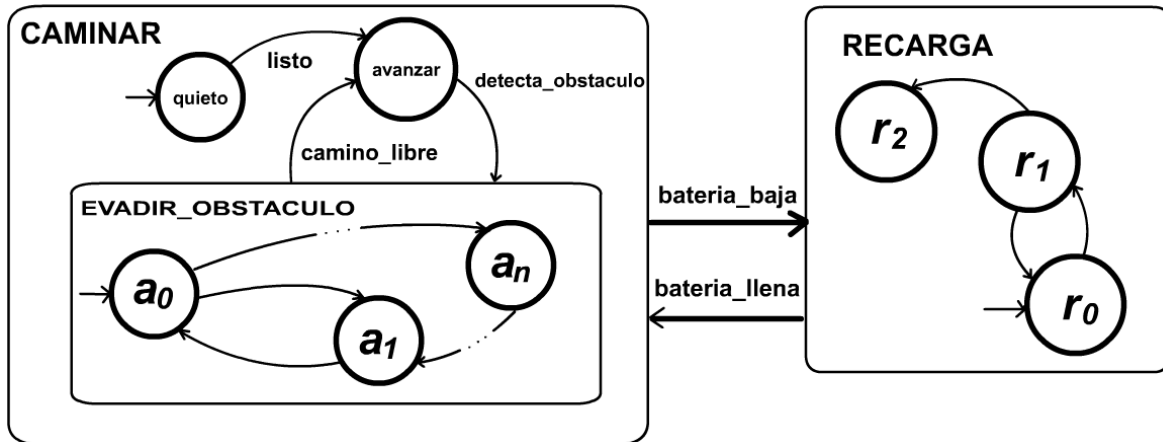 CAMINAR
quieto
listo
avanzar
detecta_obstaculo
camino_libre
EVADIR_OBSTACULO
a0
a1
an
bateria_baja
bateria_llena
RECARGA
r2
r1
r0